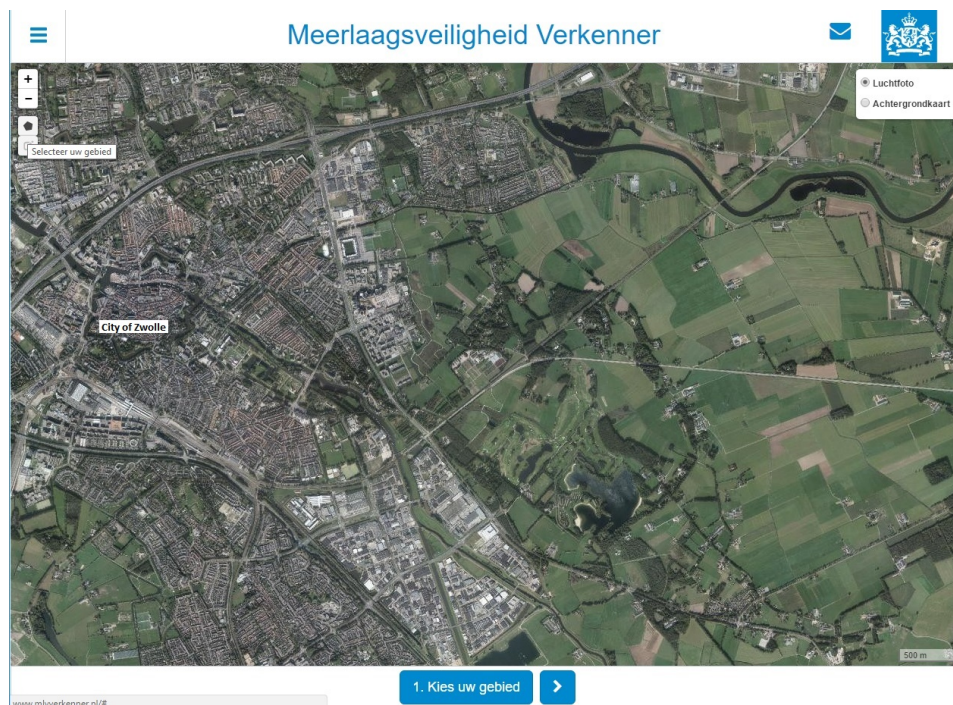 Meerlaagsveiligheid Verkenner
+
-
Luchtfoto
Achtergrondkaart
Selecteer uw gebied
City of Zwolle
500 m
1. Kies uw gebied
www.mlvverkenner.nl/#